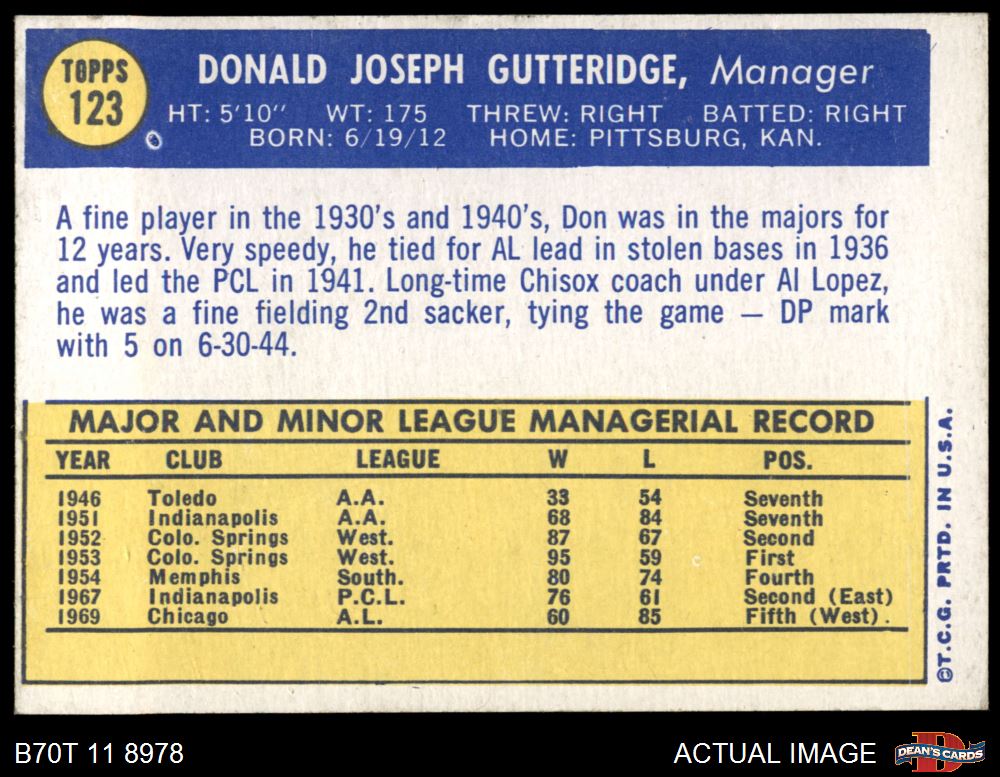 TOPPS
123
DONALD JOSEPH GUTTERIDGE, Manager
HT: 5'10" WT: 175 THREW: RIGHT BATTED: RIGHT
BORN: 6/19/12 HOME: PITTSBURG, KAN.
A fine player in the 1930's and 1940's, Don was in the majors for
12 years. Very speedy, he tied for AL lead in stolen bases in 1936
and led the PCL in 1941. Long-time Chisox coach under Al Lopez,
he was a fine fielding 2nd sacker, tying the game — DP mark
with 5 on 6-30-44.
MAJOR AND MINOR LEAGUE MANAGERIAL RECORD
YEAR CLUB LEAGUE W L POS.
1946 Toledo A.A. 33 54 Seventh
1951 Indianapolis A.A. 68 84 Seventh
1952 Colo. Springs West. 87 67 Second
1953 Colo. Springs West. 95 59 First
1954 Memphis South. 80 74 Fourth
1967 Indianapolis P.C.L. 76 61 Second (East)
1969 Chicago A.L. 60 85 Fifth (West).
©T.C.G. PRTD. IN U.S.A.
B70T 11 8978
ACTUAL IMAGE
DEAN'S CARDS